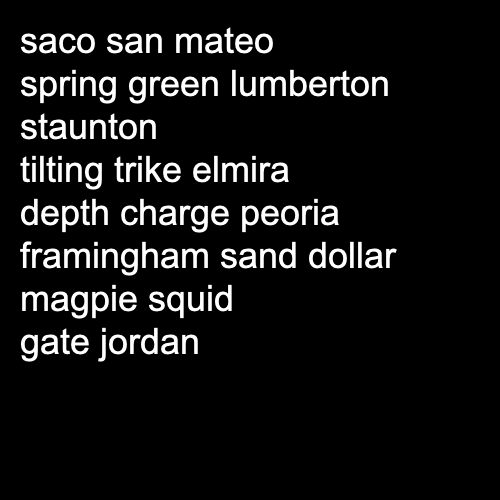 saco san mateo
spring green lumberton
staunton
tilting trike elmira
depth charge peoria
framingham sand dollar
magpie squid
gate jordan